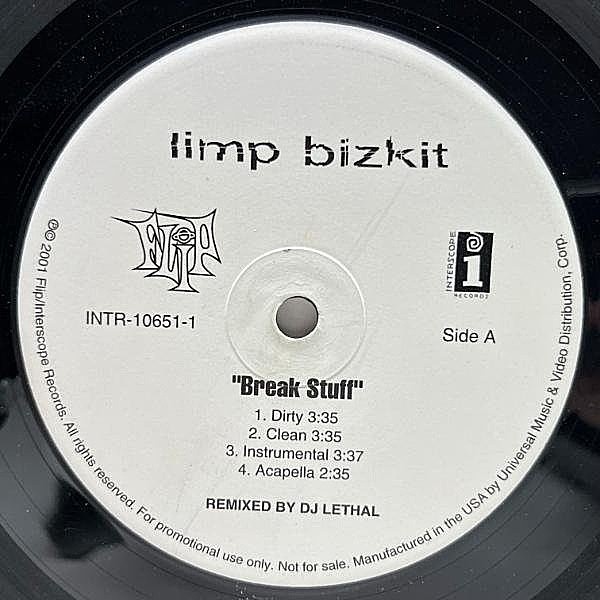 limp bizkit
FLIP
INTERSCOPE
RECORDS
INTR-10651-1
Side A
"Break Stuff"
1. Dirty 3:35
2. Clean 3:35
3. Instrumental 3:37
4. Acapella 2:35
REMIXED BY DJ LETHAL
℗© 2001 Flip/Interscope Records. All rights reserved. For promotional use only. Not for sale. Manufactured in the USA by Universal Music & Video Distribution, Corp.